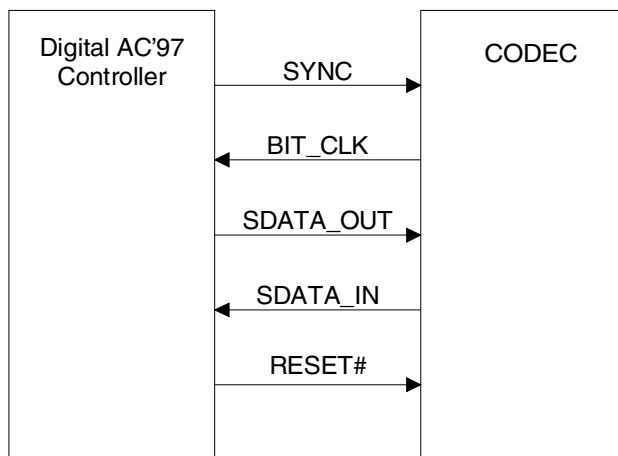 Digital AC'97
Controller
CODEC
SYNC
BIT_CLK
SDATA_OUT
SDATA_IN
RESET#